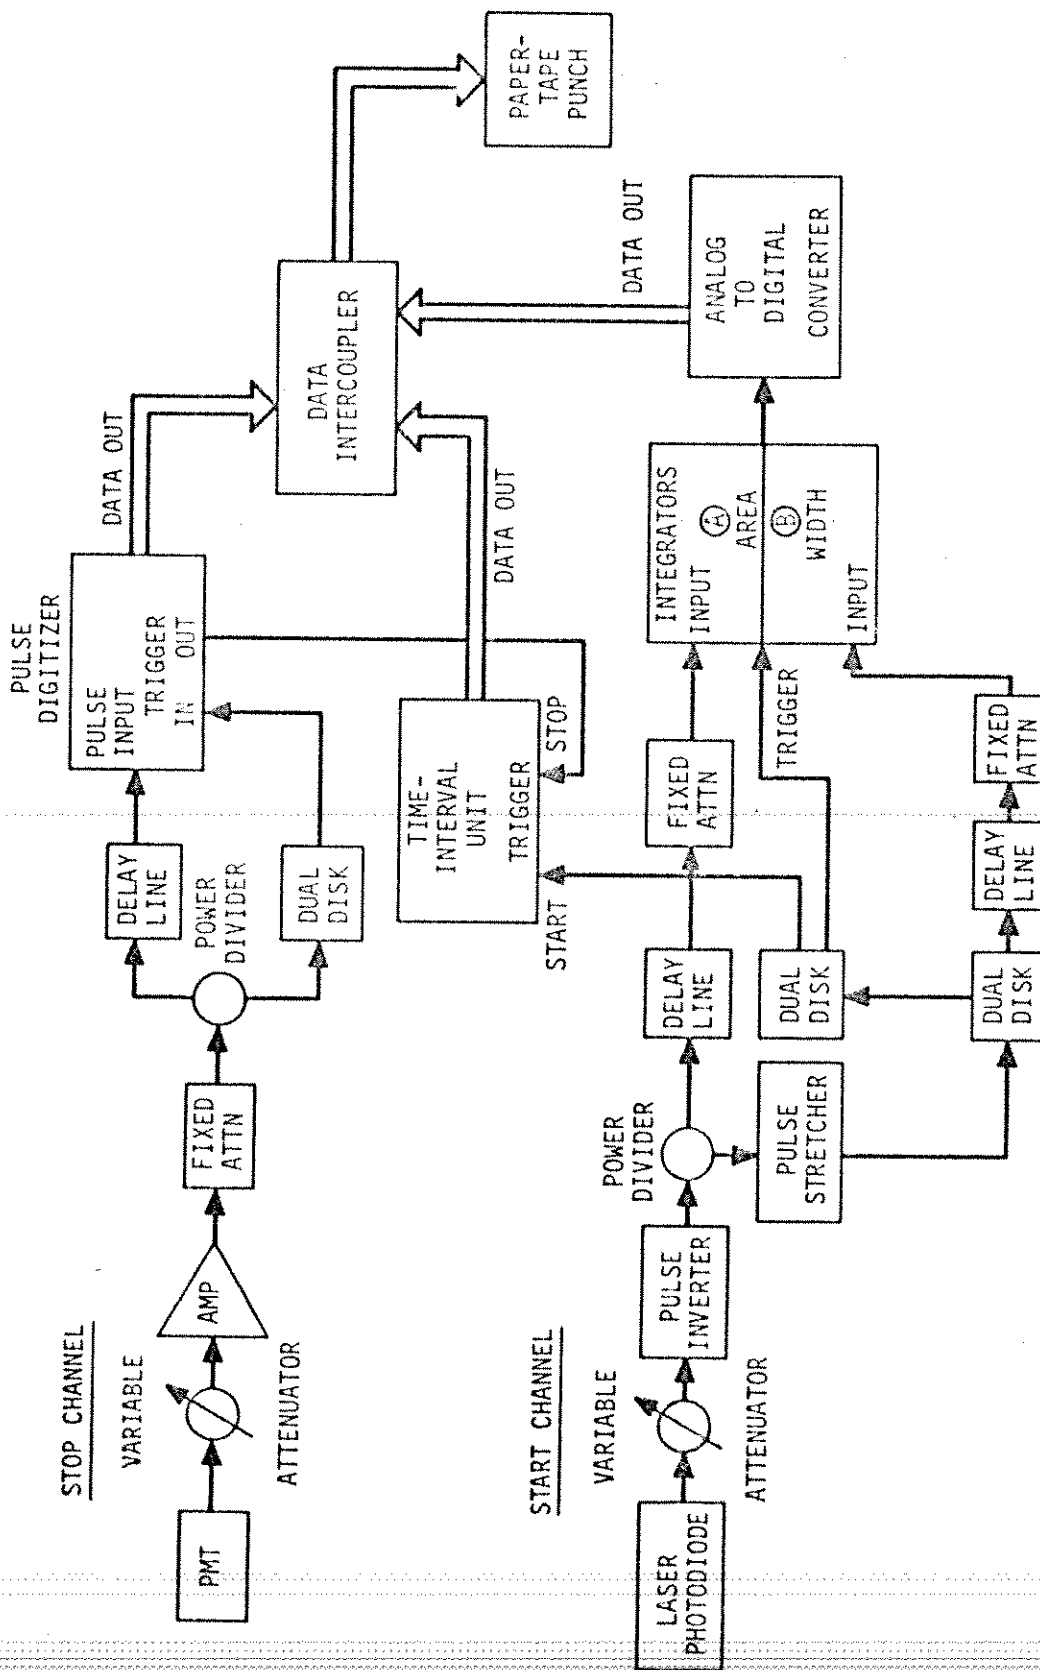 STOP CHANNEL
PMT
VARIABLE
ATTENUATOR
AMP
FIXED
ATTN
POWER
DIVIDER
DELAY
LINE
DUAL
DISK
PULSE
DIGITIZER
PULSE
INPUT
TRIGGER
IN OUT
DATA OUT
TIME-
INTERVAL
UNIT
TRIGGER
START
STOP
DATA OUT
DATA
INTERCOUPLER
PAPER-
TAPE
PUNCH
START CHANNEL
LASER
PHOTODIODE
VARIABLE
ATTENUATOR
PULSE
INVERTER
POWER
DIVIDER
PULSE
STRETCHER
DELAY
LINE
DUAL
DISK
DUAL
DISK
FIXED
ATTN
DELAY
LINE
FIXED
ATTN
TRIGGER
INTEGRATORS
INPUT
A
AREA
B
WIDTH
INPUT
ANALOG
TO
DIGITAL
CONVERTER
DATA OUT